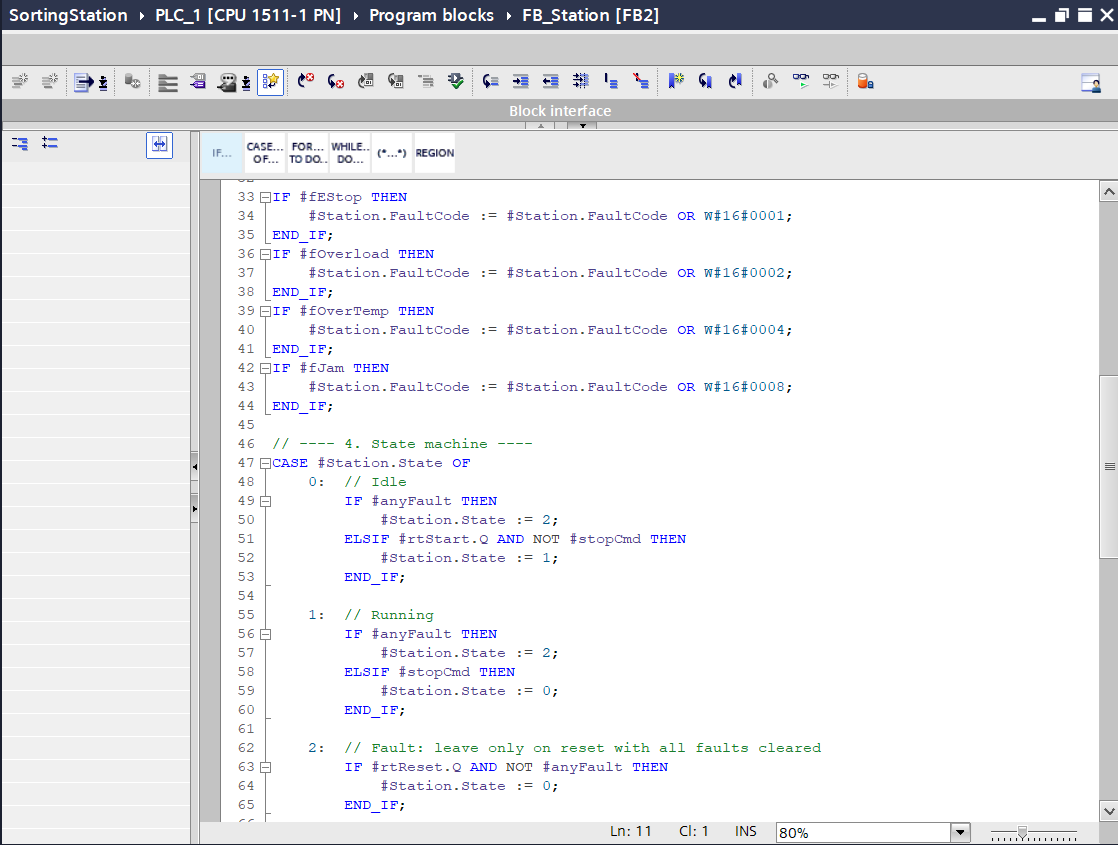 SortingStation › PLC_1 [CPU 1511-1 PN] › Program blocks › FB_Station [FB2]
Block interface
IF... CASE... OF... FOR... TO DO.. WHILE.. DO... (*...*) REGION
33 IF #fEStop THEN
34 #Station.FaultCode := #Station.FaultCode OR W#16#0001;
35 END_IF;
36 IF #fOverload THEN
37 #Station.FaultCode := #Station.FaultCode OR W#16#0002;
38 END_IF;
39 IF #fOverTemp THEN
40 #Station.FaultCode := #Station.FaultCode OR W#16#0004;
41 END_IF;
42 IF #fJam THEN
43 #Station.FaultCode := #Station.FaultCode OR W#16#0008;
44 END_IF;
45
46 // ---- 4. State machine ----
47 CASE #Station.State OF
48 0: // Idle
49 IF #anyFault THEN
50 #Station.State := 2;
51 ELSIF #rtStart.Q AND NOT #stopCmd THEN
52 #Station.State := 1;
53 END_IF;
54
55 1: // Running
56 IF #anyFault THEN
57 #Station.State := 2;
58 ELSIF #stopCmd THEN
59 #Station.State := 0;
60 END_IF;
61
62 2: // Fault: leave only on reset with all faults cleared
63 IF #rtReset.Q AND NOT #anyFault THEN
64 #Station.State := 0;
65 END_IF;
Ln: 11 Cl: 1 INS 80%